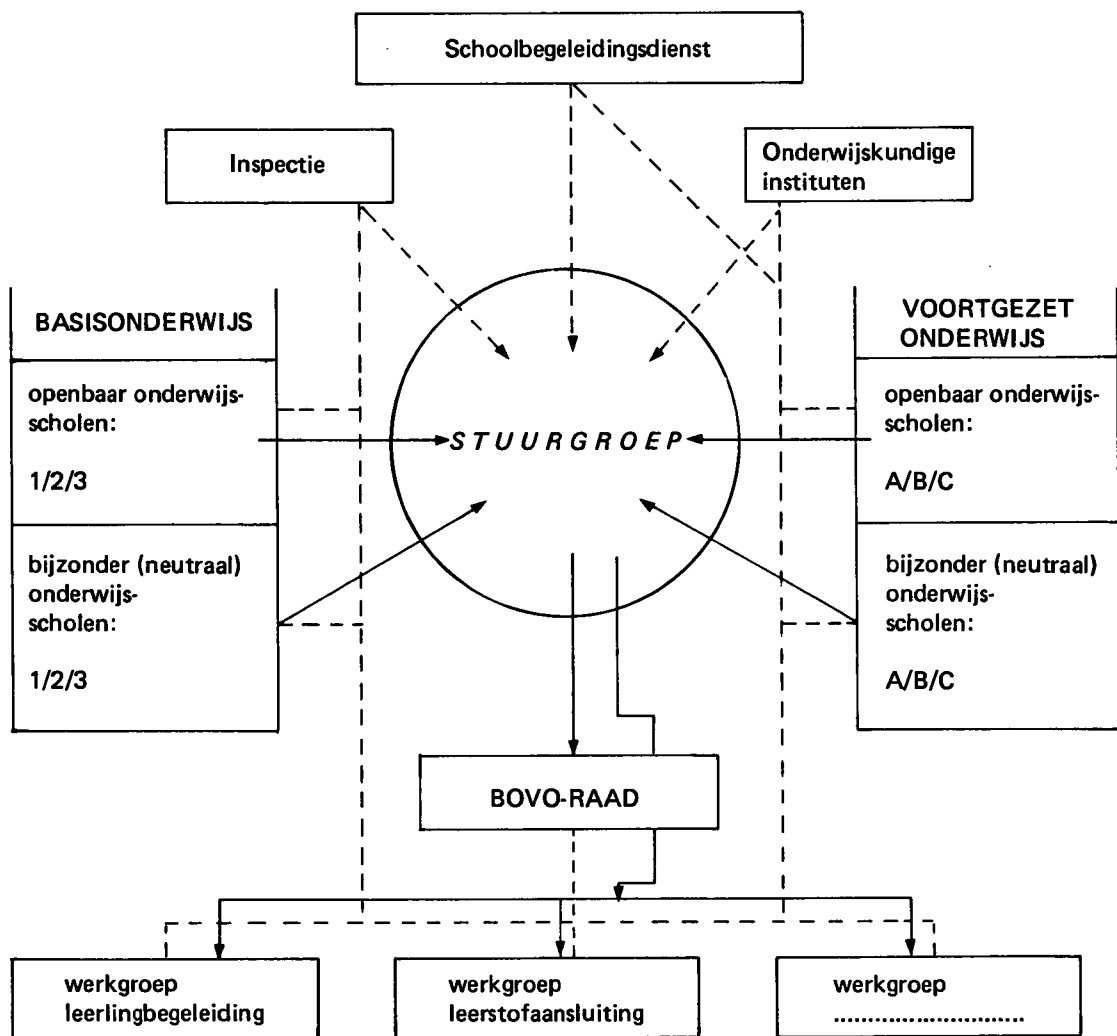 Schoolbegeleidingsdienst
Inspectie
Onderwijskundige
instituten
BASISONDERWIJS
openbaar onderwijs-
scholen:
1/2/3
bijzonder (neutraal)
onderwijs-
scholen:
1/2/3
STUURGROEP
VOORTGEZET
ONDERWIJS
openbaar onderwijs-
scholen:
A/B/C
bijzonder (neutraal)
onderwijs-
scholen:
A/B/C
BOVO-RAAD
werkgroep
leerlingbegeleiding
werkgroep
leerstofaansluiting
werkgroep
...........................